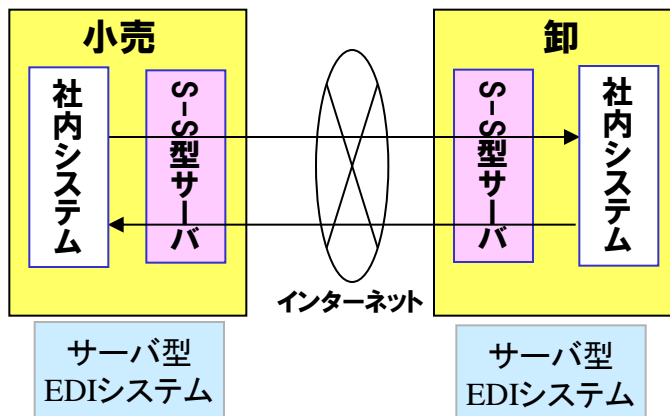 小売
社内システム
S-S型サーバ
インターネット
卸
S-S型サーバ
社内システム
サーバ型
EDIシステム
サーバ型
EDIシステム